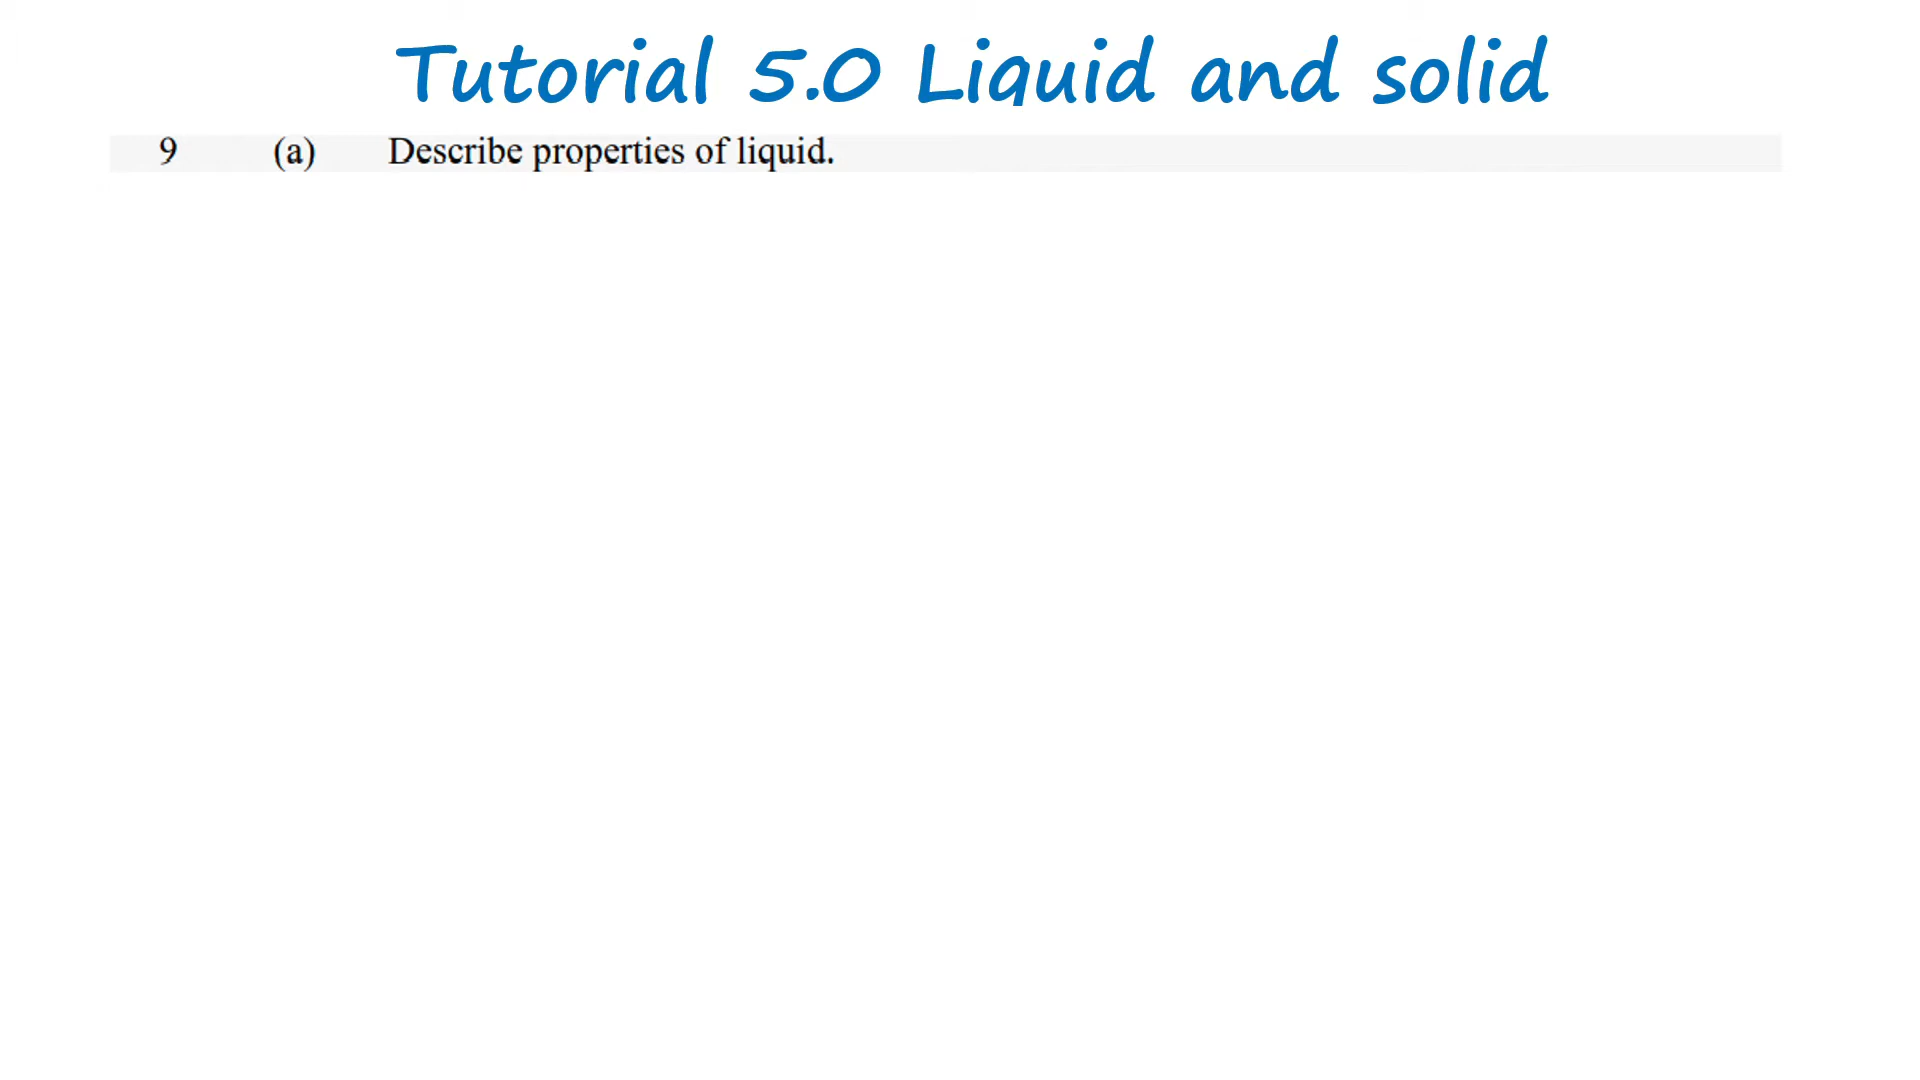 Tutorial 5.0 Liquid and solid
9 (a) Describe properties of liquid.